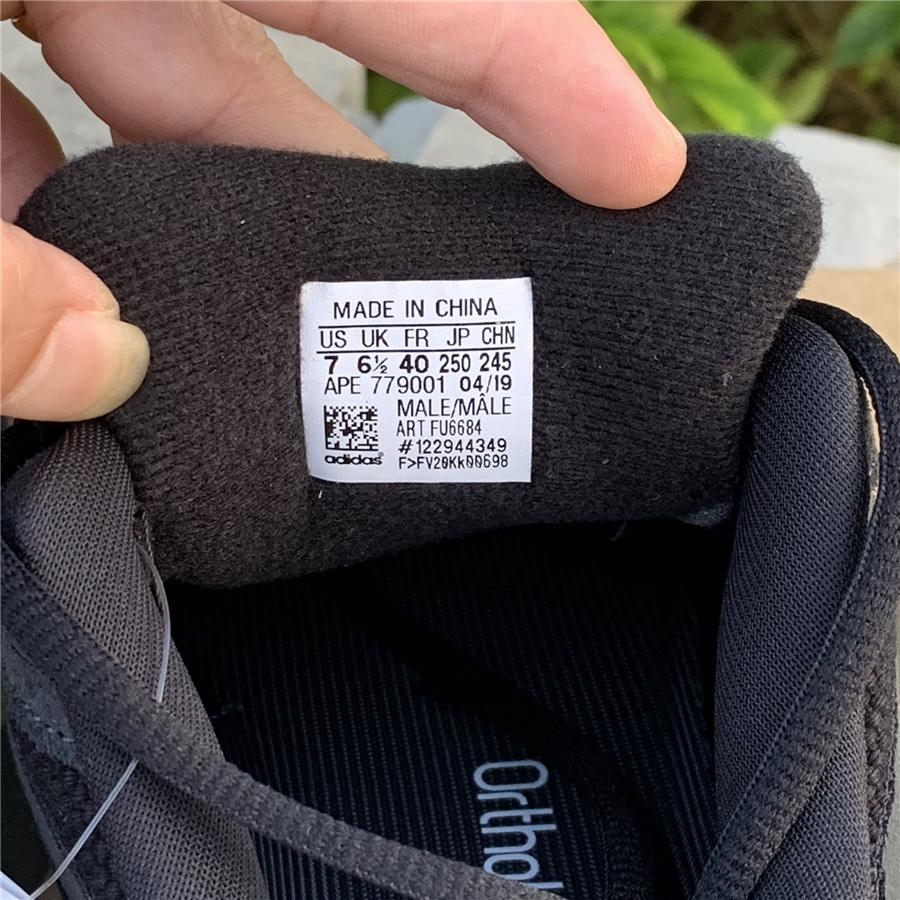 MADE IN CHINA
US UK FR JP CHN
7 6½ 40 250 245
APE 779001 04/19
MALE/MÂLE
ART FU6684
#122944349
adidas® F>FV20Kk00698
Orthol